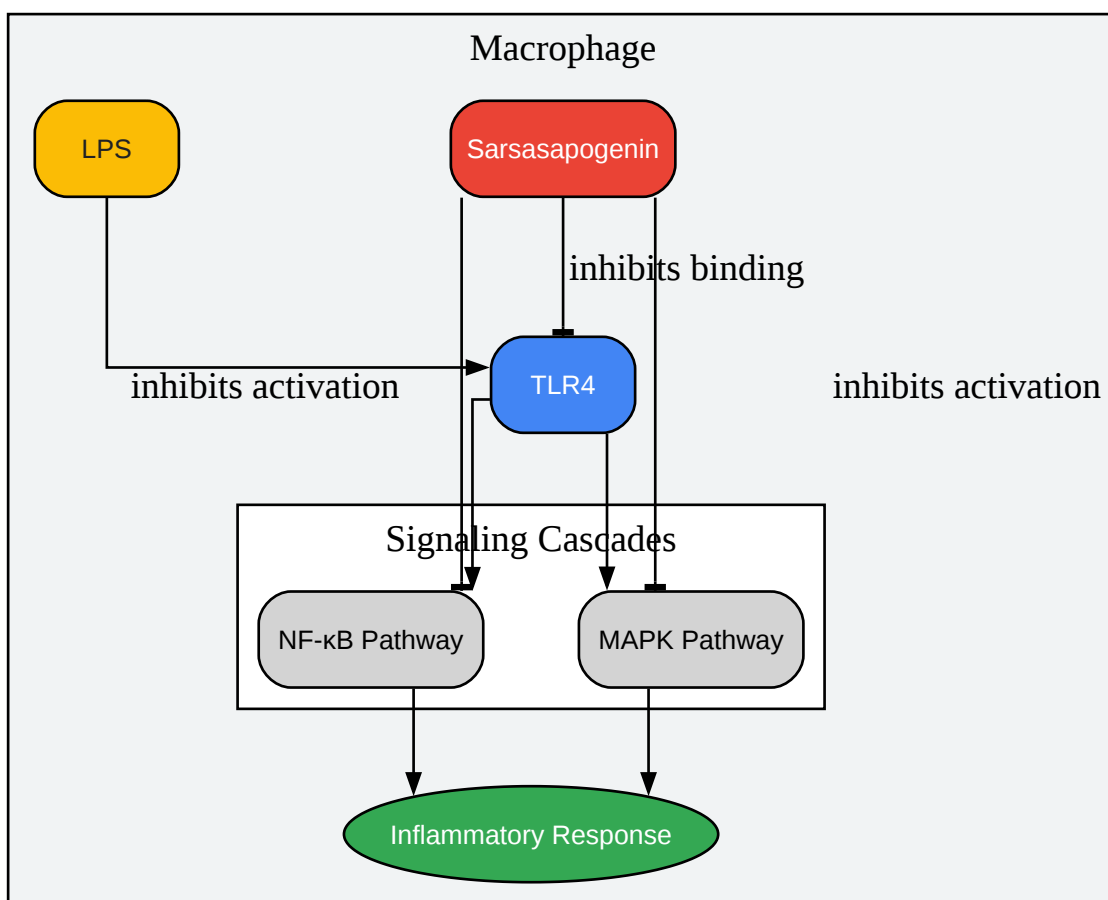 Macrophage
LPS
Sarsasapogenin
inhibits binding
inhibits activation
TLR4
inhibits activation
Signaling Cascades
NF-κB Pathway
MAPK Pathway
Inflammatory Response